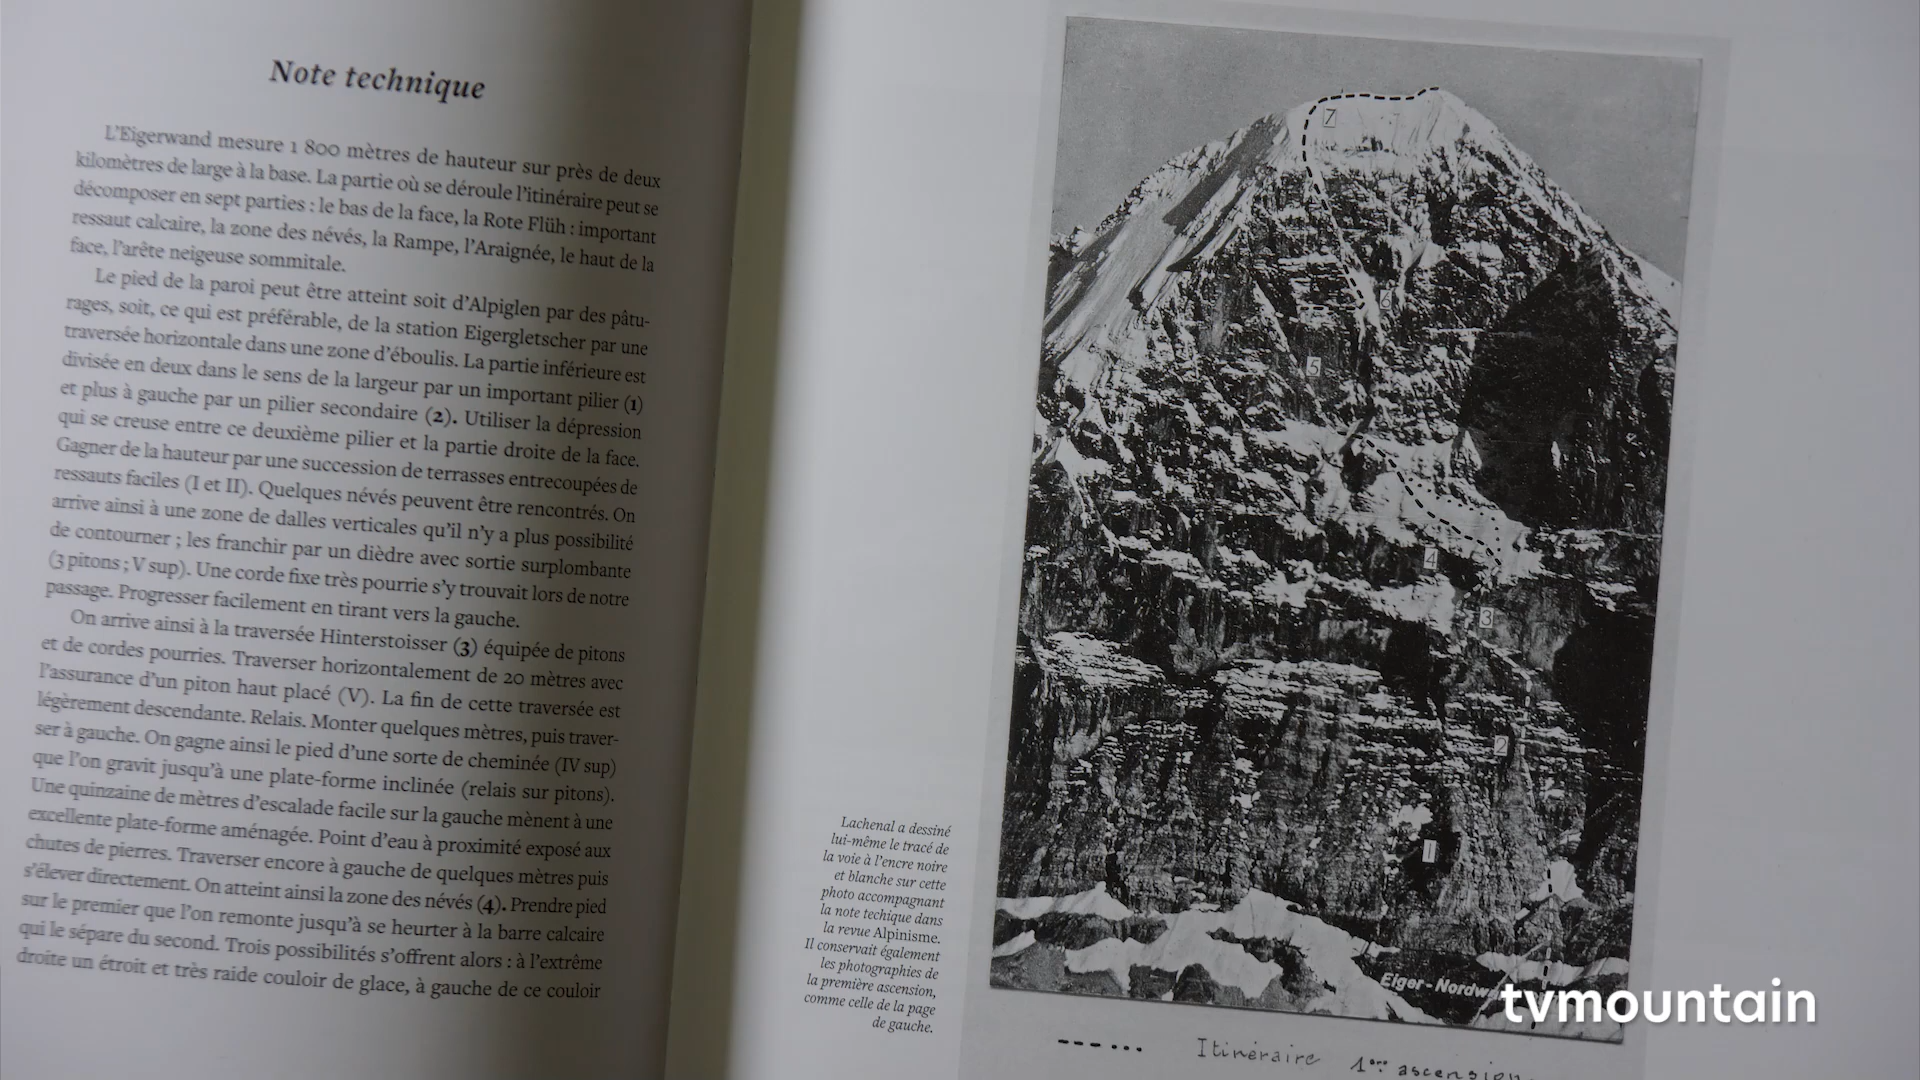 Note technique
L'Eigerwand mesure 1 800 mètres de hauteur sur près de deux
kilomètres de large à la base. La partie où se déroule l'itinéraire peut se
décomposer en sept parties : le bas de la face, la Rote Flüh : important
ressaut calcaire, la zone des névés, la Rampe, l'Araignée, le haut de la
face, l'arête neigeuse sommitale.
Le pied de la paroi peut être atteint soit d'Alpiglen par des pâtu-
rages, soit, ce qui est préférable, de la station Eigergletscher par une
traversée horizontale dans une zone d'éboulis. La partie inférieure est
divisée en deux dans le sens de la largeur par un important pilier (1)
et plus à gauche par un pilier secondaire (2). Utiliser la dépression
qui se creuse entre ce deuxième pilier et la partie droite de la face.
Gagner de la hauteur par une succession de terrasses entrecoupées de
ressauts faciles (I et II). Quelques névés peuvent être rencontrés. On
arrive ainsi à une zone de dalles verticales qu'il n'y a plus possibilité
de contourner ; les franchir par un dièdre avec sortie surplombante
(3 pitons ; V sup). Une corde fixe très pourrie s'y trouvait lors de notre
passage. Progresser facilement en tirant vers la gauche.
On arrive ainsi à la traversée Hinterstoisser (3) équipée de pitons
et de cordes pourries. Traverser horizontalement de 20 mètres avec
l'assurance d'un piton haut placé (V). La fin de cette traversée est
légèrement descendante. Relais. Monter quelques mètres, puis traver-
ser à gauche. On gagne ainsi le pied d'une sorte de cheminée (IV sup)
que l'on gravit jusqu'à une plate-forme inclinée (relais sur pitons).
Une quinzaine de mètres d'escalade facile sur la gauche mènent à une
excellente plate-forme aménagée. Point d'eau à proximité exposé aux
chutes de pierres. Traverser encore à gauche de quelques mètres puis
s'élever directement. On atteint ainsi la zone des névés (4). Prendre pied
sur le premier que l'on remonte jusqu'à se heurter à la barre calcaire
qui le sépare du second. Trois possibilités s'offrent alors : à l'extrême
droite un étroit et très raide couloir de glace, à gauche de ce couloir
Lachenal a dessiné
lui-même le tracé de
la voie à l'encre noire
et blanche sur cette
photo accompagnant
la note techique dans
la revue Alpinisme.
Il conservait également
les photographies de
la première ascension,
comme celle de la page
de gauche.
7
6
5
4
3
2
1
Eiger - Nordwa
tvmountain
Itinéraire 1ère ascension